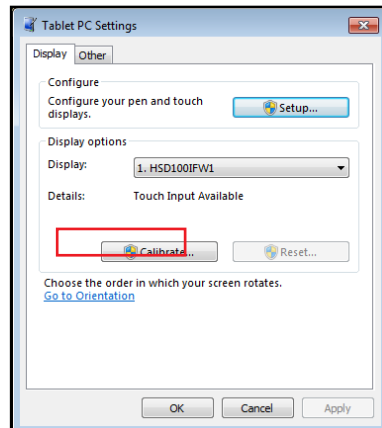 Tablet PC Settings
Display Other
Configure
Configure your pen and touch
displays.
Setup...
Display options
Display: 1. HSD100IFW1
Details: Touch Input Available
Calibrate... Reset...
Choose the order in which your screen rotates.
Go to Orientation
OK Cancel Apply